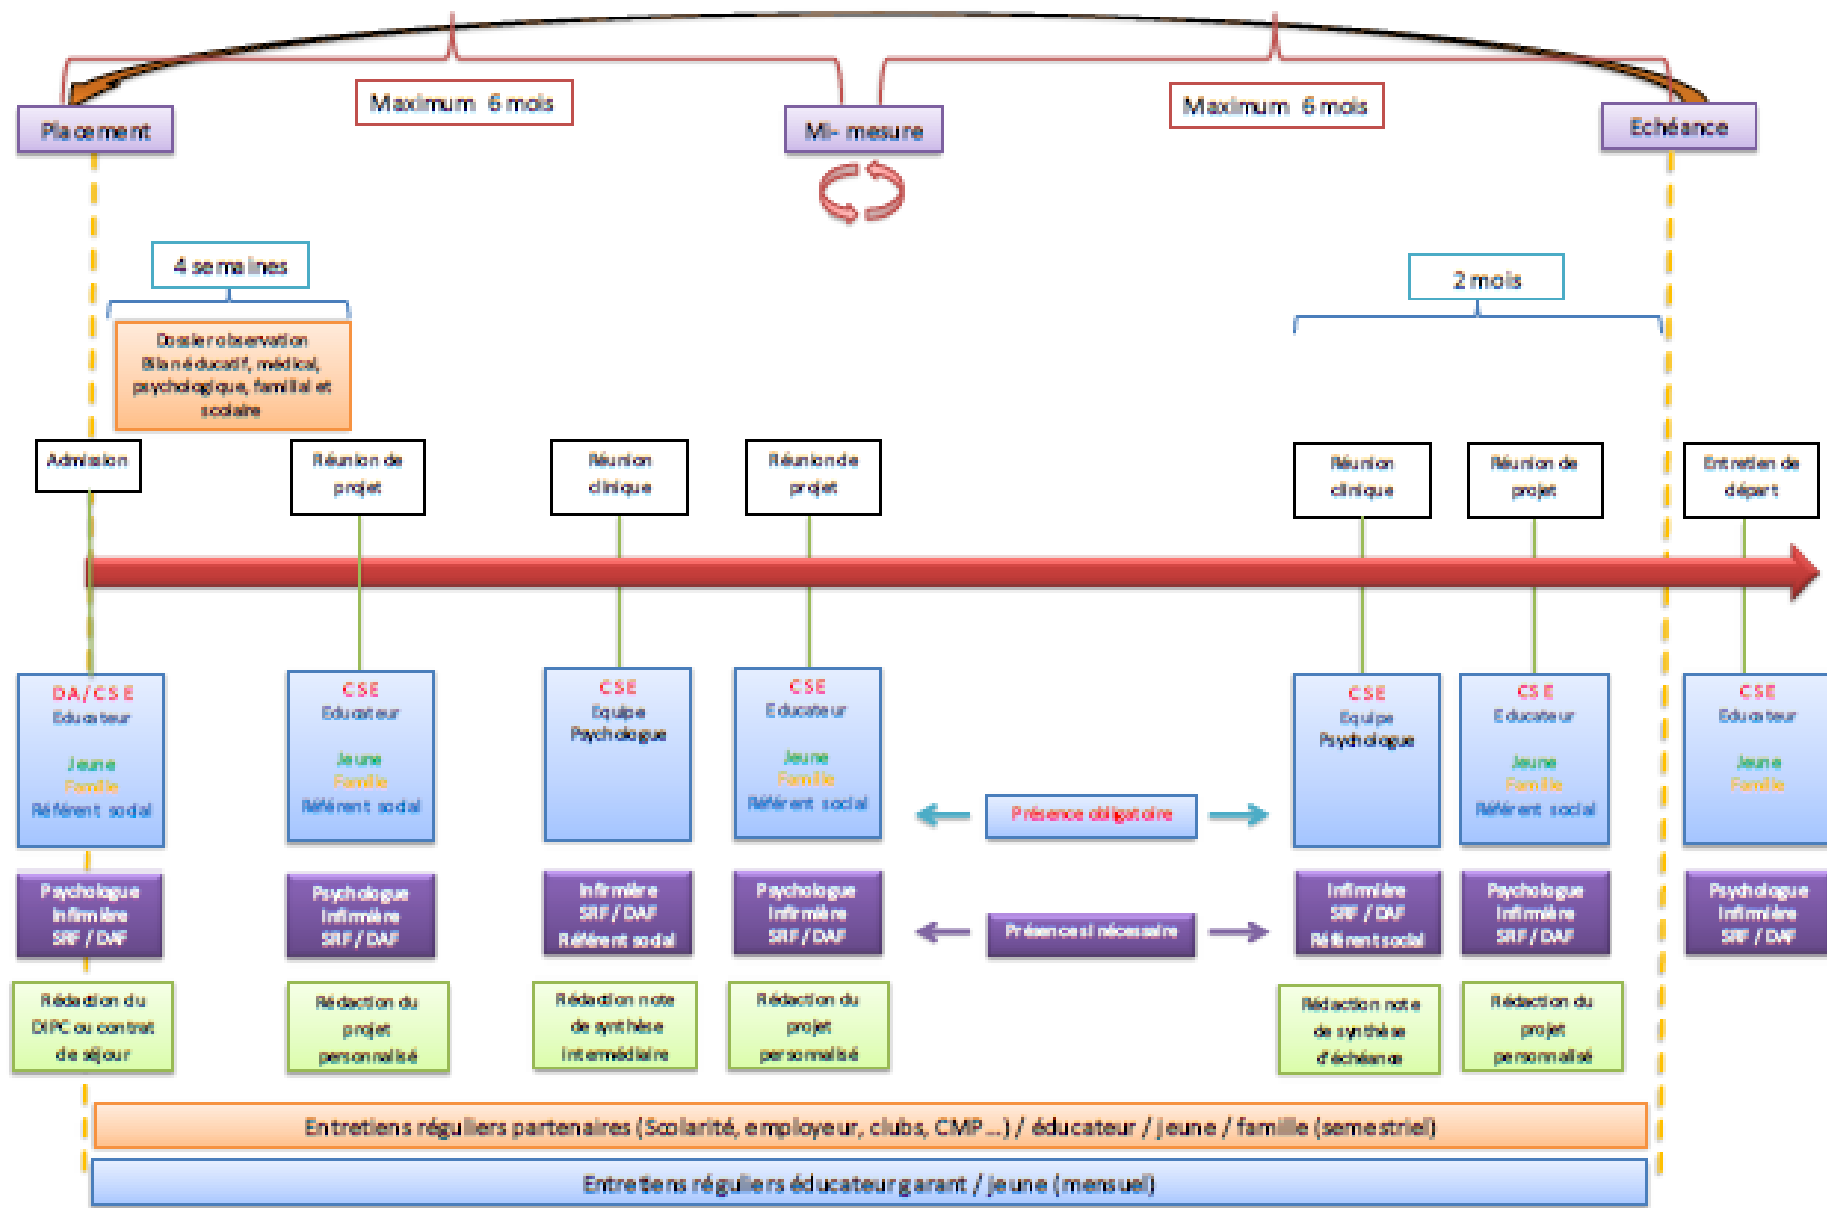 Maximum 6 mois
Maximum 6 mois
Placement
Mi- mesure
Echéance
4 semaines
2 mois
Dossier observation
Bilan éducatif, médical,
psychologique, familial et
scolaire
Admission
Réunion de
projet
Réunion
clinique
Réunion de
projet
Réunion
clinique
Réunion de
projet
Entretien de
départ
DA/CSE
Educateur
Jeune
Famille
Référent social
CSE
Educateur
Jeune
Famille
Référent social
CSE
Equipe
Psychologue
CSE
Educateur
Jeune
Famille
Référent social
Présence obligatoire
CSE
Equipe
Psychologue
CSE
Educateur
Jeune
Famille
Référent social
CSE
Educateur
Jeune
Famille
Psychologue
Infirmière
SRF / DAF
Psychologue
Infirmière
SRF / DAF
Infirmière
SRF / DAF
Référent social
Psychologue
Infirmière
SRF / DAF
Présence si nécessaire
Infirmière
SRF / DAF
Référent social
Psychologue
Infirmière
SRF / DAF
Psychologue
Infirmière
SRF / DAF
Rédaction du
DIPC ou contrat
de séjour
Rédaction du
projet
personnalisé
Rédaction note
de synthèse
intermédiaire
Rédaction du
projet
personnalisé
Rédaction note
de synthèse
d'échéance
Rédaction du
projet
personnalisé
Entretiens réguliers partenaires (Scolarité, employeur, clubs, CMP...) / éducateur / jeune / famille (semestriel)
Entretiens réguliers éducateur garant / jeune (mensuel)